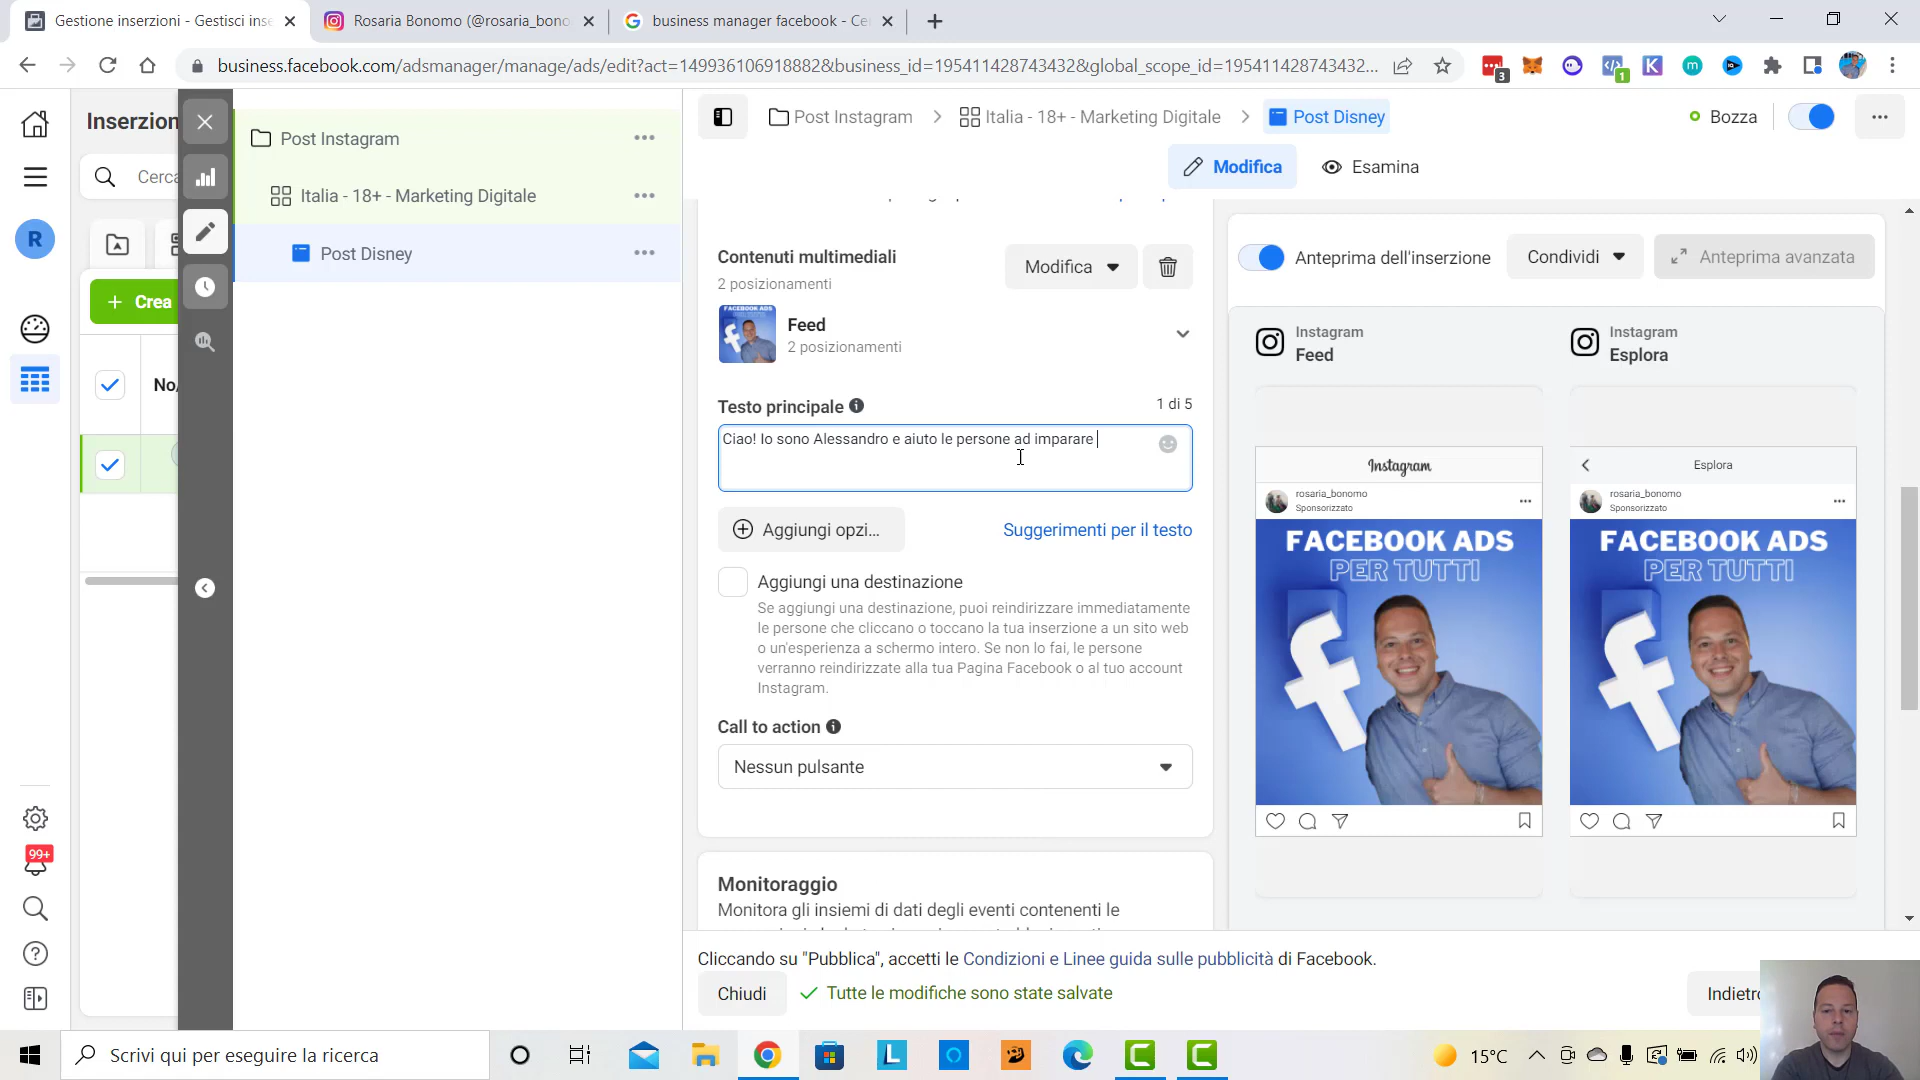 Gestione inserzioni - Gestisci inse
Rosaria Bonomo (@rosaria_bono
business manager facebook - Ce
business.facebook.com/adsmanager/manage/ads/edit?act=1499361069188828&business_id=195411428743432&global_scope_id=195411428743432...
3
1
Inserzion
Cerca
Crea
R
99+
Post Instagram
Italia - 18+ - Marketing Digitale
Post Disney
Post Instagram
Italia - 18+ - Marketing Digitale
Post Disney
Bozza
Modifica
Esamina
Contenuti multimediali
2 posizionamenti
Modifica
Feed
2 posizionamenti
Testo principale
1 di 5
Ciao! Io sono Alessandro e aiuto le persone ad imparare
Aggiungi opzi...
Suggerimenti per il testo
Aggiungi una destinazione
Se aggiungi una destinazione, puoi reindirizzare immediatamente
le persone che cliccano o toccano la tua inserzione a un sito web
o un'esperienza a schermo intero. Se non lo fai, le persone
verranno reindirizzate alla tua Pagina Facebook o al tuo account
Instagram.
Call to action
Nessun pulsante
Monitoraggio
Monitora gli insiemi di dati degli eventi contenenti le
Anteprima dell'inserzione
Condividi
Anteprima avanzata
Instagram
Feed
Instagram
Esplora
Instagram
Esplora
rosaria_bonomo
Sponsorizzato
rosaria_bonomo
Sponsorizzato
FACEBOOK ADS
PER TUTTI
FACEBOOK ADS
PER TUTTI
Cliccando su "Pubblica", accetti le Condizioni e Linee guida sulle pubblicità di Facebook.
Chiudi
Tutte le modifiche sono state salvate
Indietro
Scrivi qui per eseguire la ricerca
15°C